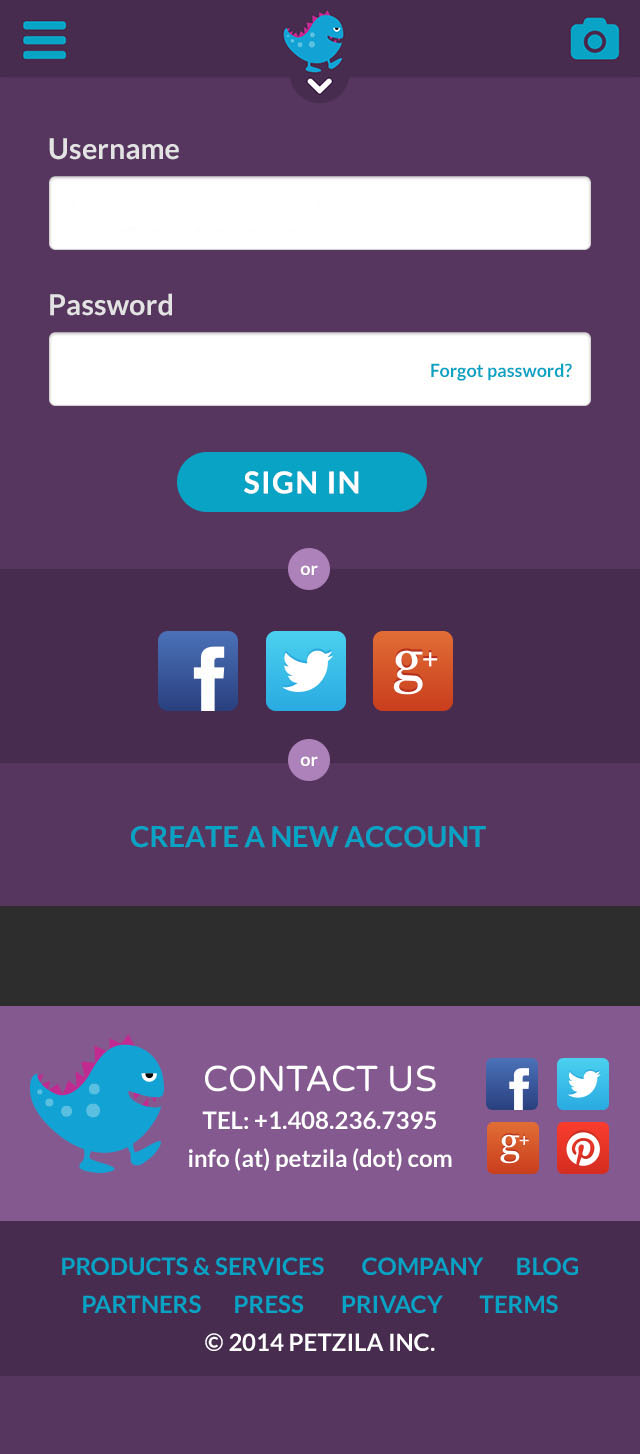 Username
Password
Forgot password?
SIGN IN
or
f
g+
or
CREATE A NEW ACCOUNT
CONTACT US
TEL: +1.408.236.7395
info (at) petzila (dot) com
f
g+
PRODUCTS & SERVICES COMPANY BLOG
PARTNERS PRESS PRIVACY TERMS
© 2014 PETZILA INC.